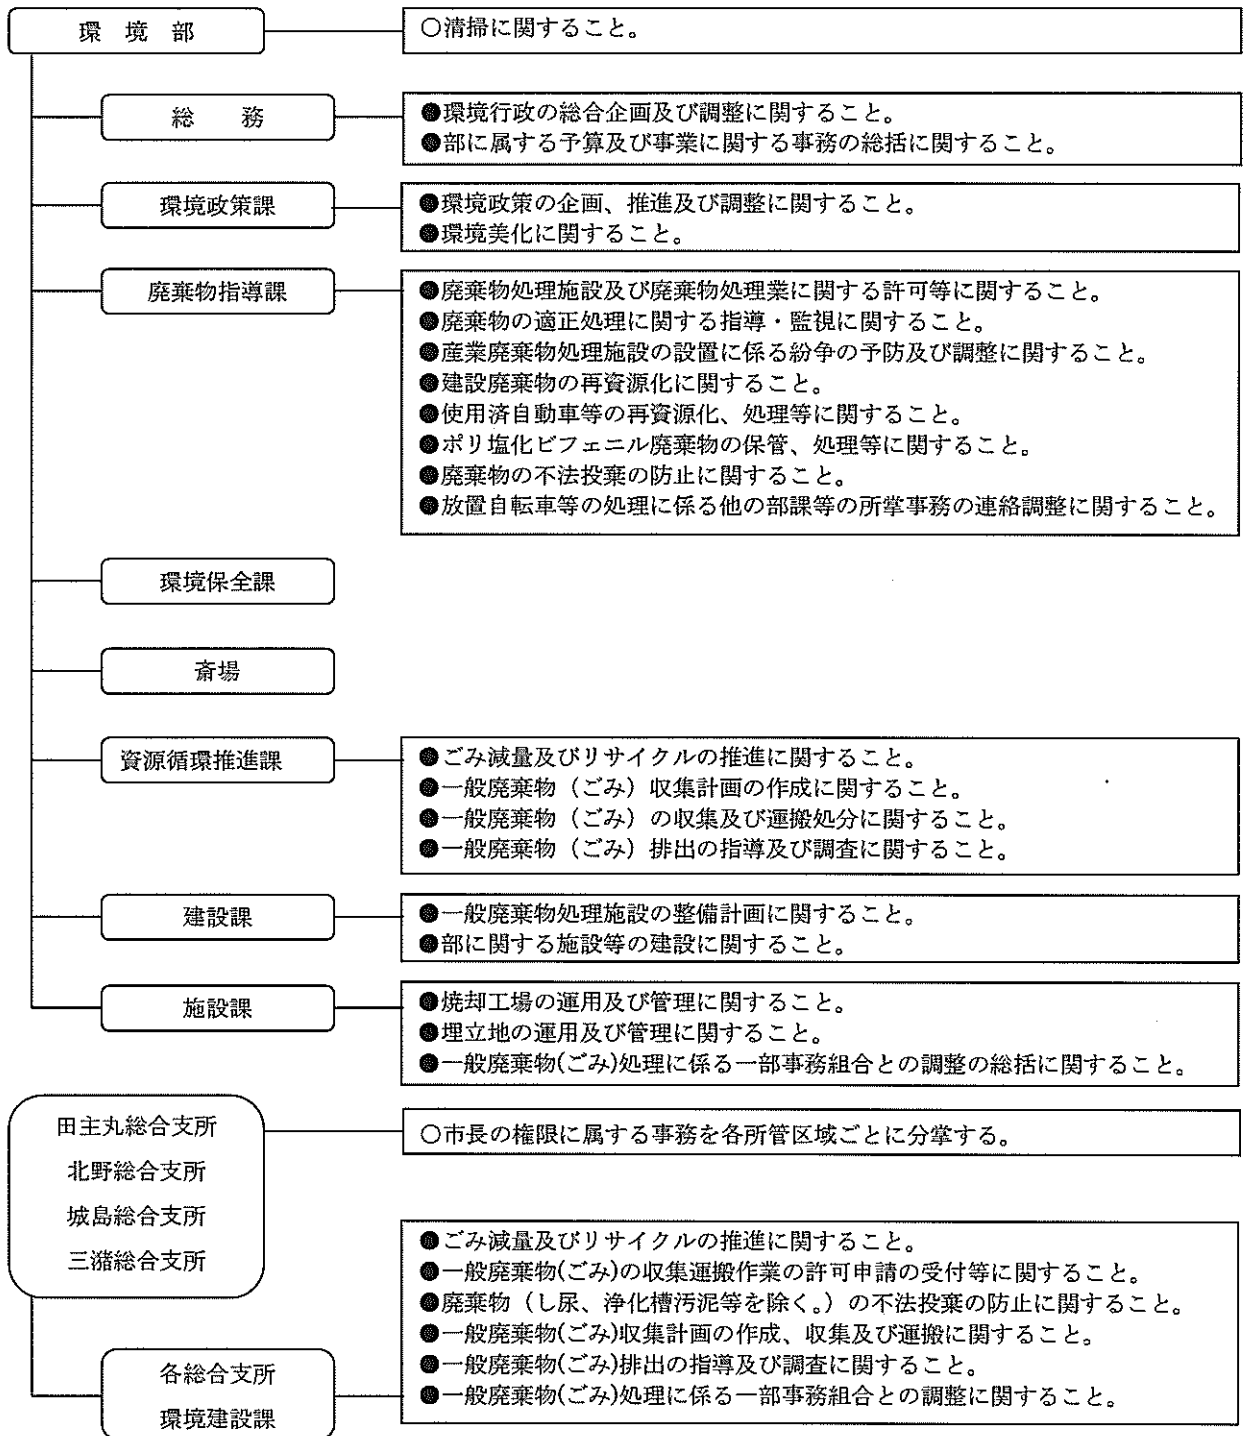 環　境　部
○清掃に関すること。
総　　務
●環境行政の総合企画及び調整に関すること。
●部に属する予算及び事業に関する事務の総括に関すること。
環境政策課
●環境政策の企画、推進及び調整に関すること。
●環境美化に関すること。
廃棄物指導課
●廃棄物処理施設及び廃棄物処理業に関する許可等に関すること。
●廃棄物の適正処理に関する指導・監視に関すること。
●産業廃棄物処理施設の設置に係る紛争の予防及び調整に関すること。
●建設廃棄物の再資源化に関すること。
●使用済自動車等の再資源化、処理等に関すること。
●ポリ塩化ビフェニル廃棄物の保管、処理等に関すること。
●廃棄物の不法投棄の防止に関すること。
●放置自転車等の処理に係る他の部課等の所掌事務の連絡調整に関すること。
環境保全課
斎場
資源循環推進課
●ごみ減量及びリサイクルの推進に関すること。
●一般廃棄物（ごみ）収集計画の作成に関すること。
●一般廃棄物（ごみ）の収集及び運搬処分に関すること。
●一般廃棄物（ごみ）排出の指導及び調査に関すること。
建設課
●一般廃棄物処理施設の整備計画に関すること。
●部に関する施設等の建設に関すること。
施設課
●焼却工場の運用及び管理に関すること。
●埋立地の運用及び管理に関すること。
●一般廃棄物(ごみ)処理に係る一部事務組合との調整の総括に関すること。
田主丸総合支所
北野総合支所
城島総合支所
三潴総合支所
○市長の権限に属する事務を各所管区域ごとに分掌する。
各総合支所
環境建設課
●ごみ減量及びリサイクルの推進に関すること。
●一般廃棄物(ごみ)の収集運搬作業の許可申請の受付等に関すること。
●廃棄物（し尿、浄化槽汚泥等を除く。）の不法投棄の防止に関すること。
●一般廃棄物(ごみ)収集計画の作成、収集及び運搬に関すること。
●一般廃棄物(ごみ)排出の指導及び調査に関すること。
●一般廃棄物(ごみ)処理に係る一部事務組合との調整に関すること。